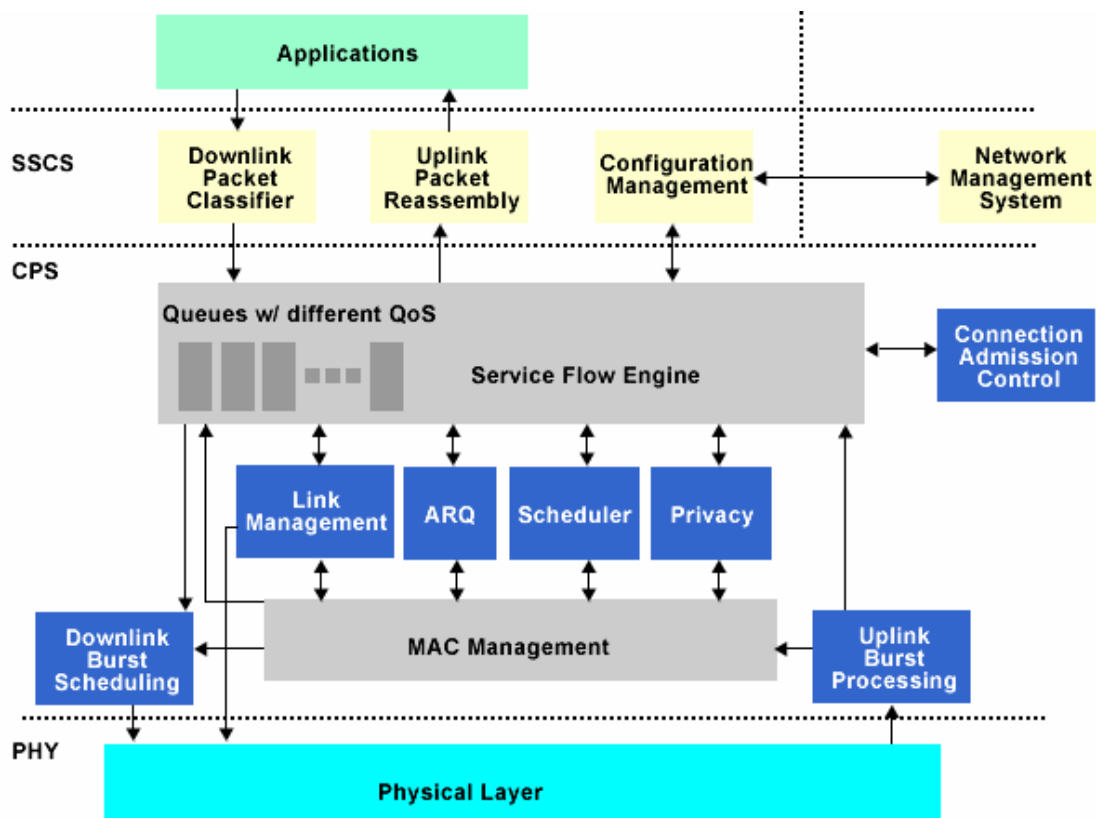 Applications
SSCS
Downlink
Packet
Classifier
Uplink
Packet
Reassembly
Configuration
Management
Network
Management
System
CPS
Queues w/ different QoS
Service Flow Engine
Connection
Admission
Control
Link
Management
ARQ
Scheduler
Privacy
Downlink
Burst
Scheduling
MAC Management
Uplink
Burst
Processing
PHY
Physical Layer